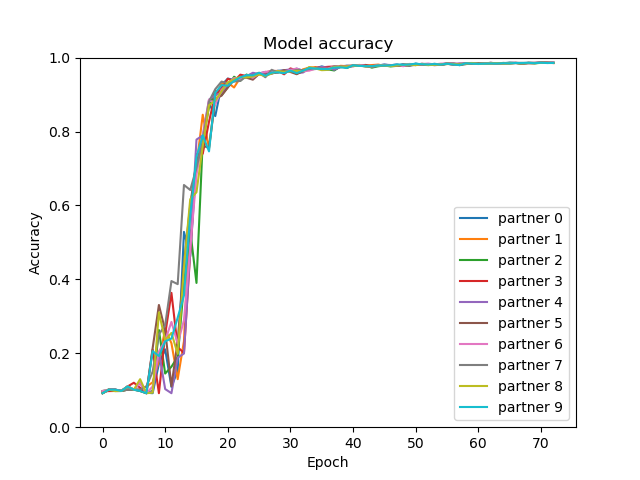 Model accuracy
1.0
0.8
0.6
0.4
0.2
0.0
Accuracy
partner 0
partner 1
partner 2
partner 3
partner 4
partner 5
partner 6
partner 7
partner 8
partner 9
0 10 20 30 40 50 60 70
Epoch